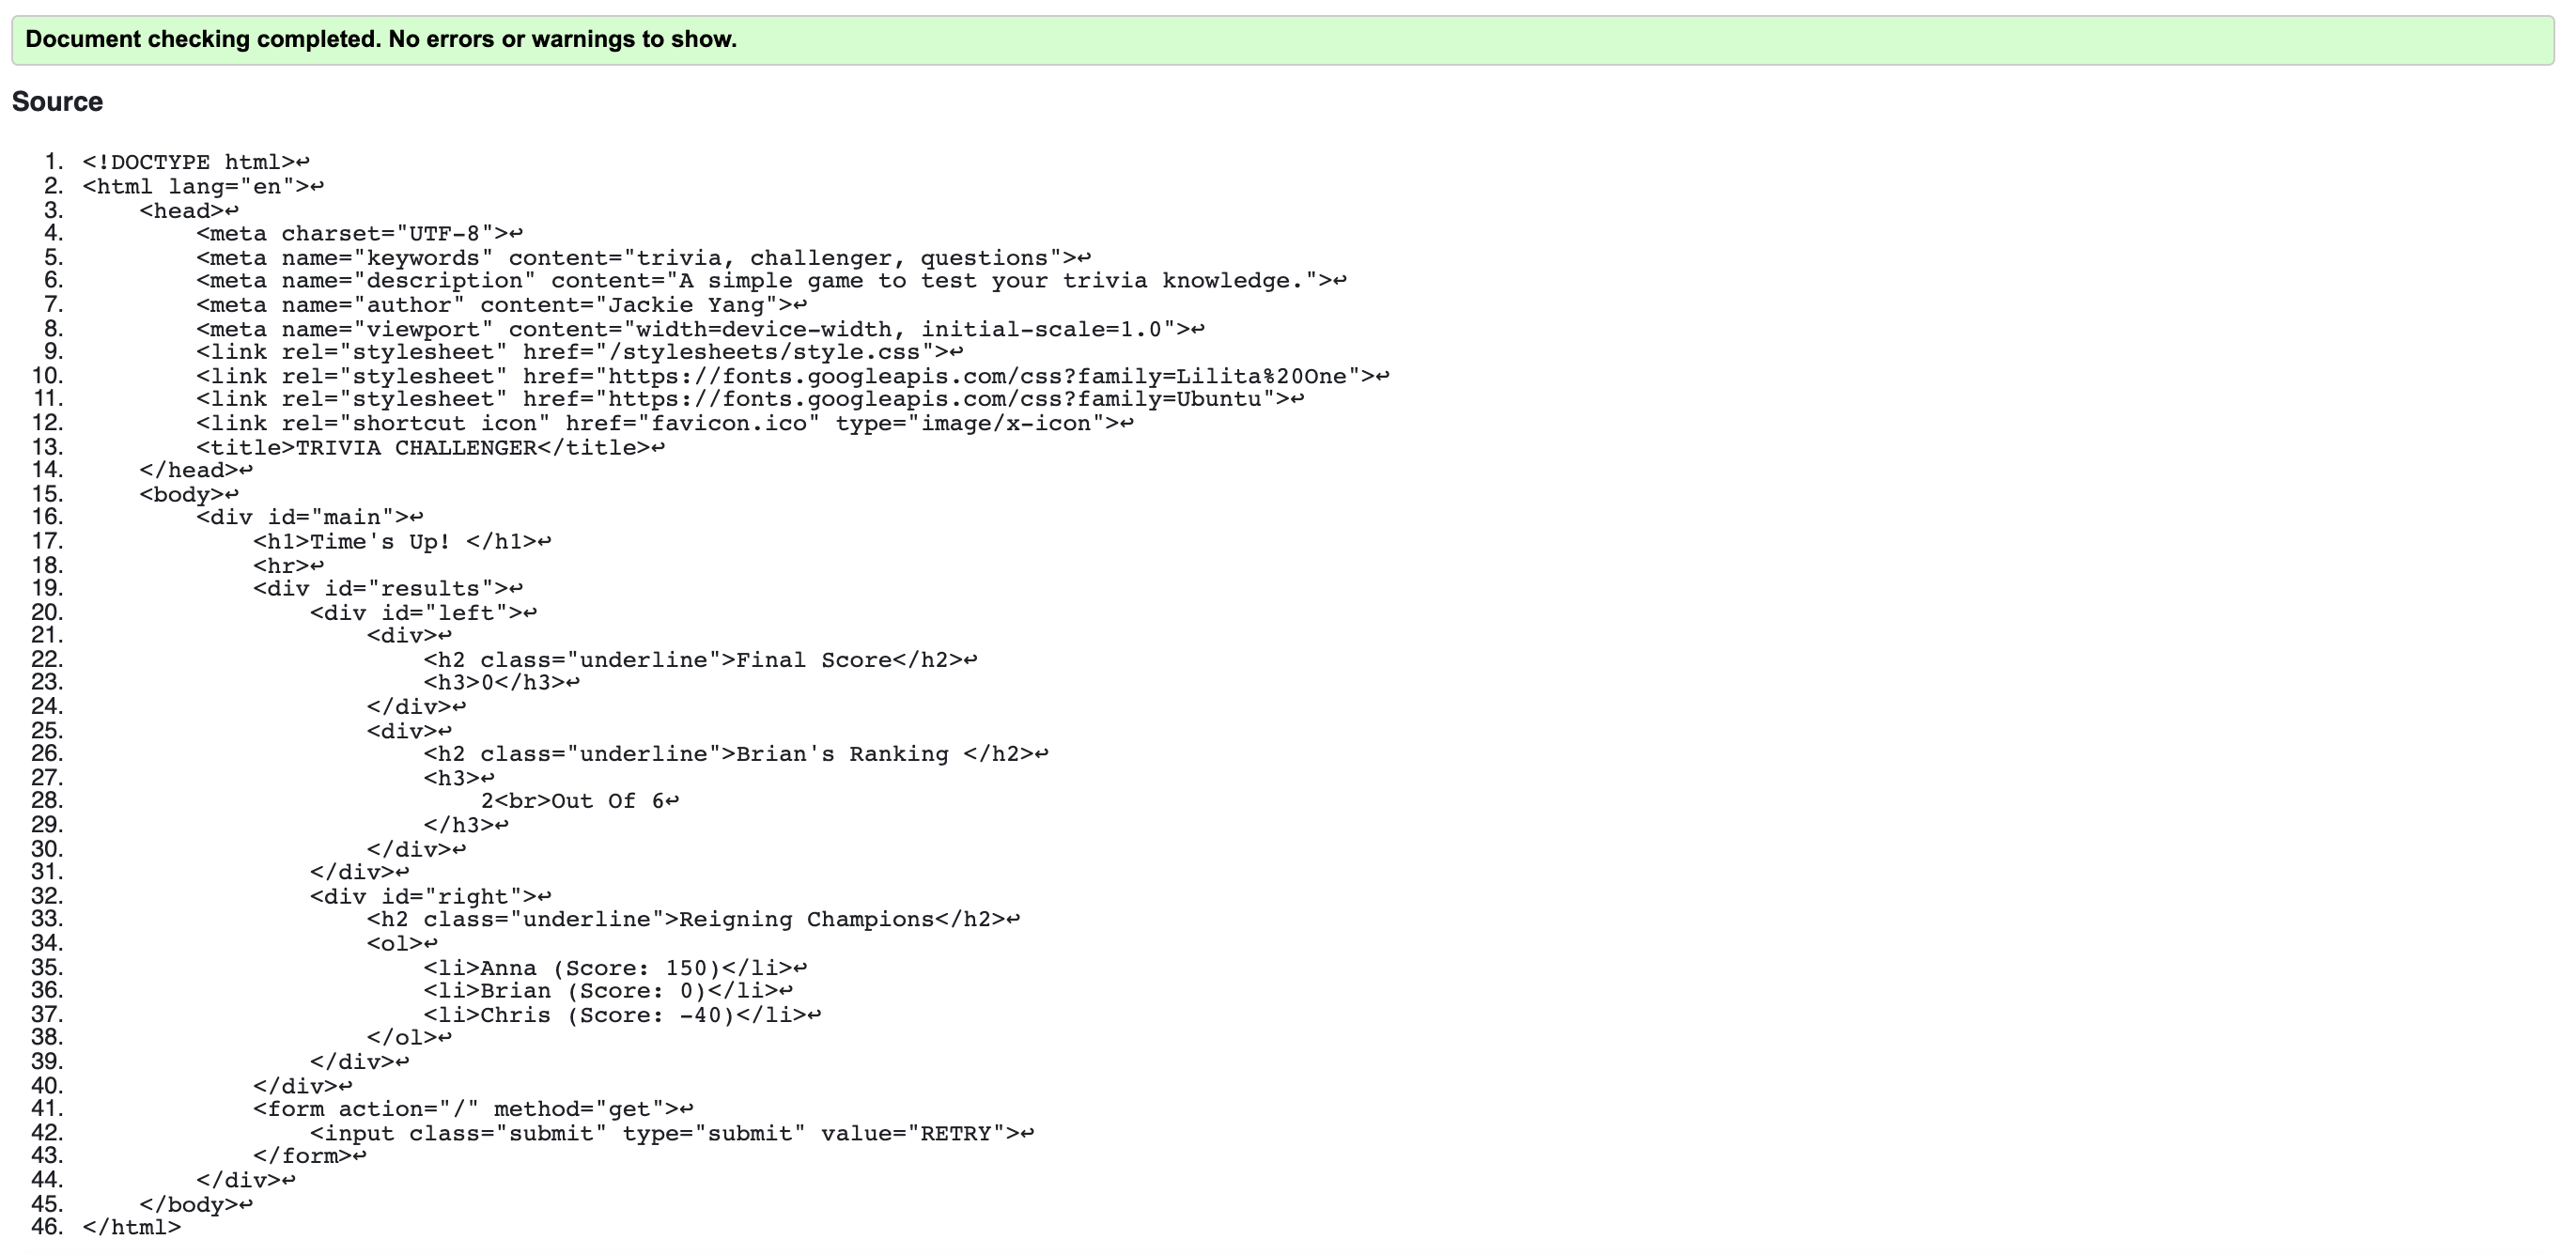 Document checking completed. No errors or warnings to show.
Source
1. <!DOCTYPE html>↩
2. <html lang="en">↩
3.     <head>↩
4.         <meta charset="UTF-8">↩
5.         <meta name="keywords" content="trivia, challenger, questions">↩
6.         <meta name="description" content="A simple game to test your trivia knowledge.">↩
7.         <meta name="author" content="Jackie Yang">↩
8.         <meta name="viewport" content="width=device-width, initial-scale=1.0">↩
9.         <link rel="stylesheet" href="/stylesheets/style.css">↩
10.         <link rel="stylesheet" href="https://fonts.googleapis.com/css?family=Lilita%20One">↩
11.         <link rel="stylesheet" href="https://fonts.googleapis.com/css?family=Ubuntu">↩
12.         <link rel="shortcut icon" href="favicon.ico" type="image/x-icon">↩
13.         <title>TRIVIA CHALLENGER</title>↩
14.     </head>↩
15.     <body>↩
16.         <div id="main">↩
17.             <h1>Time's Up! </h1>↩
18.             <hr>↩
19.             <div id="results">↩
20.                 <div id="left">↩
21.                     <div>↩
22.                         <h2 class="underline">Final Score</h2>↩
23.                         <h3>0</h3>↩
24.                     </div>↩
25.                     <div>↩
26.                         <h2 class="underline">Brian's Ranking </h2>↩
27.                         <h3>↩
28.                             2<br>Out Of 6↩
29.                         </h3>↩
30.                     </div>↩
31.                 </div>↩
32.                 <div id="right">↩
33.                     <h2 class="underline">Reigning Champions</h2>↩
34.                     <ol>↩
35.                         <li>Anna (Score: 150)</li>↩
36.                         <li>Brian (Score: 0)</li>↩
37.                         <li>Chris (Score: -40)</li>↩
38.                     </ol>↩
39.                 </div>↩
40.             </div>↩
41.             <form action="/" method="get">↩
42.                 <input class="submit" type="submit" value="RETRY">↩
43.             </form>↩
44.         </div>↩
45.     </body>↩
46. </html>